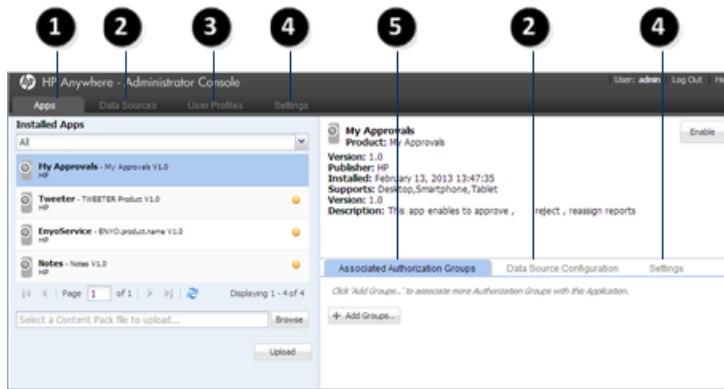 1 2 3 4 5 2 4
HP Anywhere - Administrator Console
User: admin Log Out
Apps Data Sources User Profiles Settings
Installed Apps
All
My Approvals - My Approvals V1.0
HP
Tweeter - TWEETER Product V1.0
HP
EnyoService - ENYO.product.name V1.0
HP
Notes - Notes V1.0
HP
Page 1 of 1 Displaying 1 - 4 of 4
Select a Content Pack file to upload... Browse
Upload
My Approvals
Product: My Approvals
Enable
Version: 1.0
Publisher: HP
Installed: February 13, 2013 13:47:35
Supports: Desktop,Smartphone,Tablet
Version: 1.0
Description: This app enables to approve , reject , reassign reports
Associated Authorization Groups Data Source Configuration Settings
Click 'Add Groups...' to associate more Authorization Groups with this Application.
+ Add Groups...